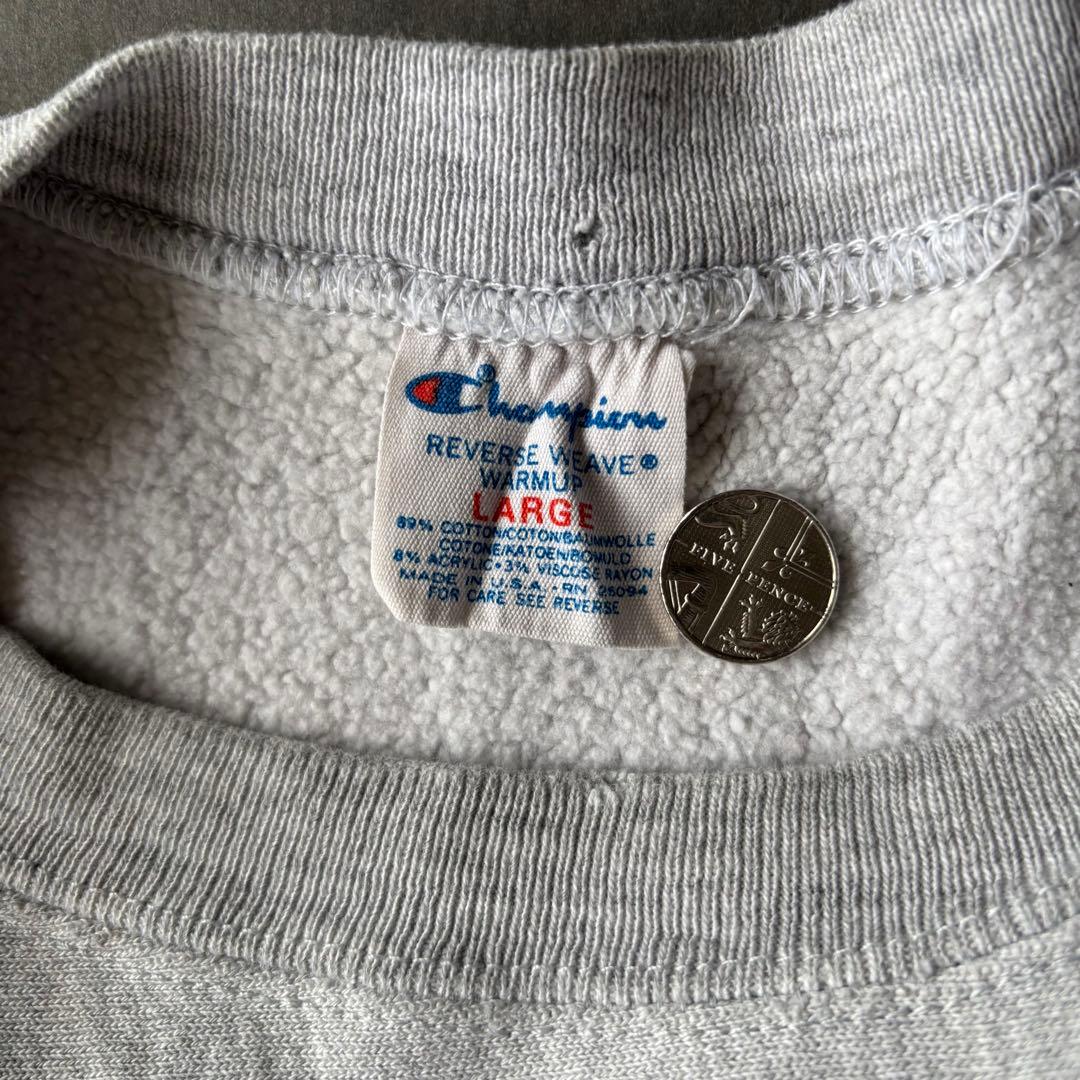 Champion
REVERSE WEAVE®
WARMUP
LARGE
89% COTTON/COTON/BAUMWOLLE
COTONE/KATOEN/BOMULD
8% ACRYLIC • 3% VISCOSE RAYON
MADE IN U.S.A. RN 26094
FOR CARE SEE REVERSE
FIVE PENCE